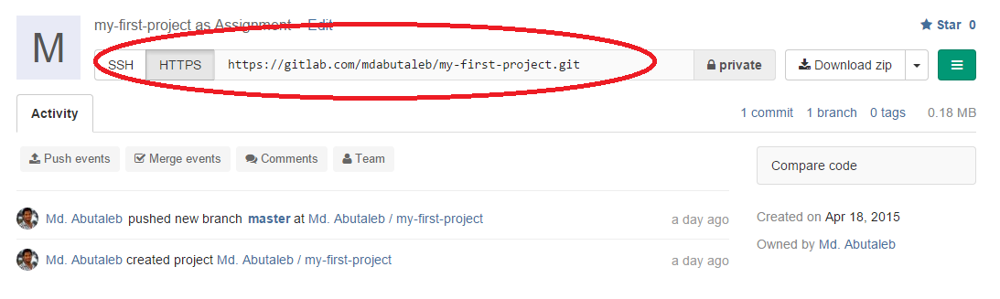 M
my-first-project as Assignment - Edit
Star 0
SSH HTTPS https://gitlab.com/mdabutaleb/my-first-project.git private Download zip
Activity
1 commit 1 branch 0 tags 0.18 MB
Push events Merge events Comments Team
Compare code
Md. Abutaleb pushed new branch master at Md. Abutaleb / my-first-project a day ago
Created on Apr 18, 2015
Owned by Md. Abutaleb
Md. Abutaleb created project Md. Abutaleb / my-first-project a day ago